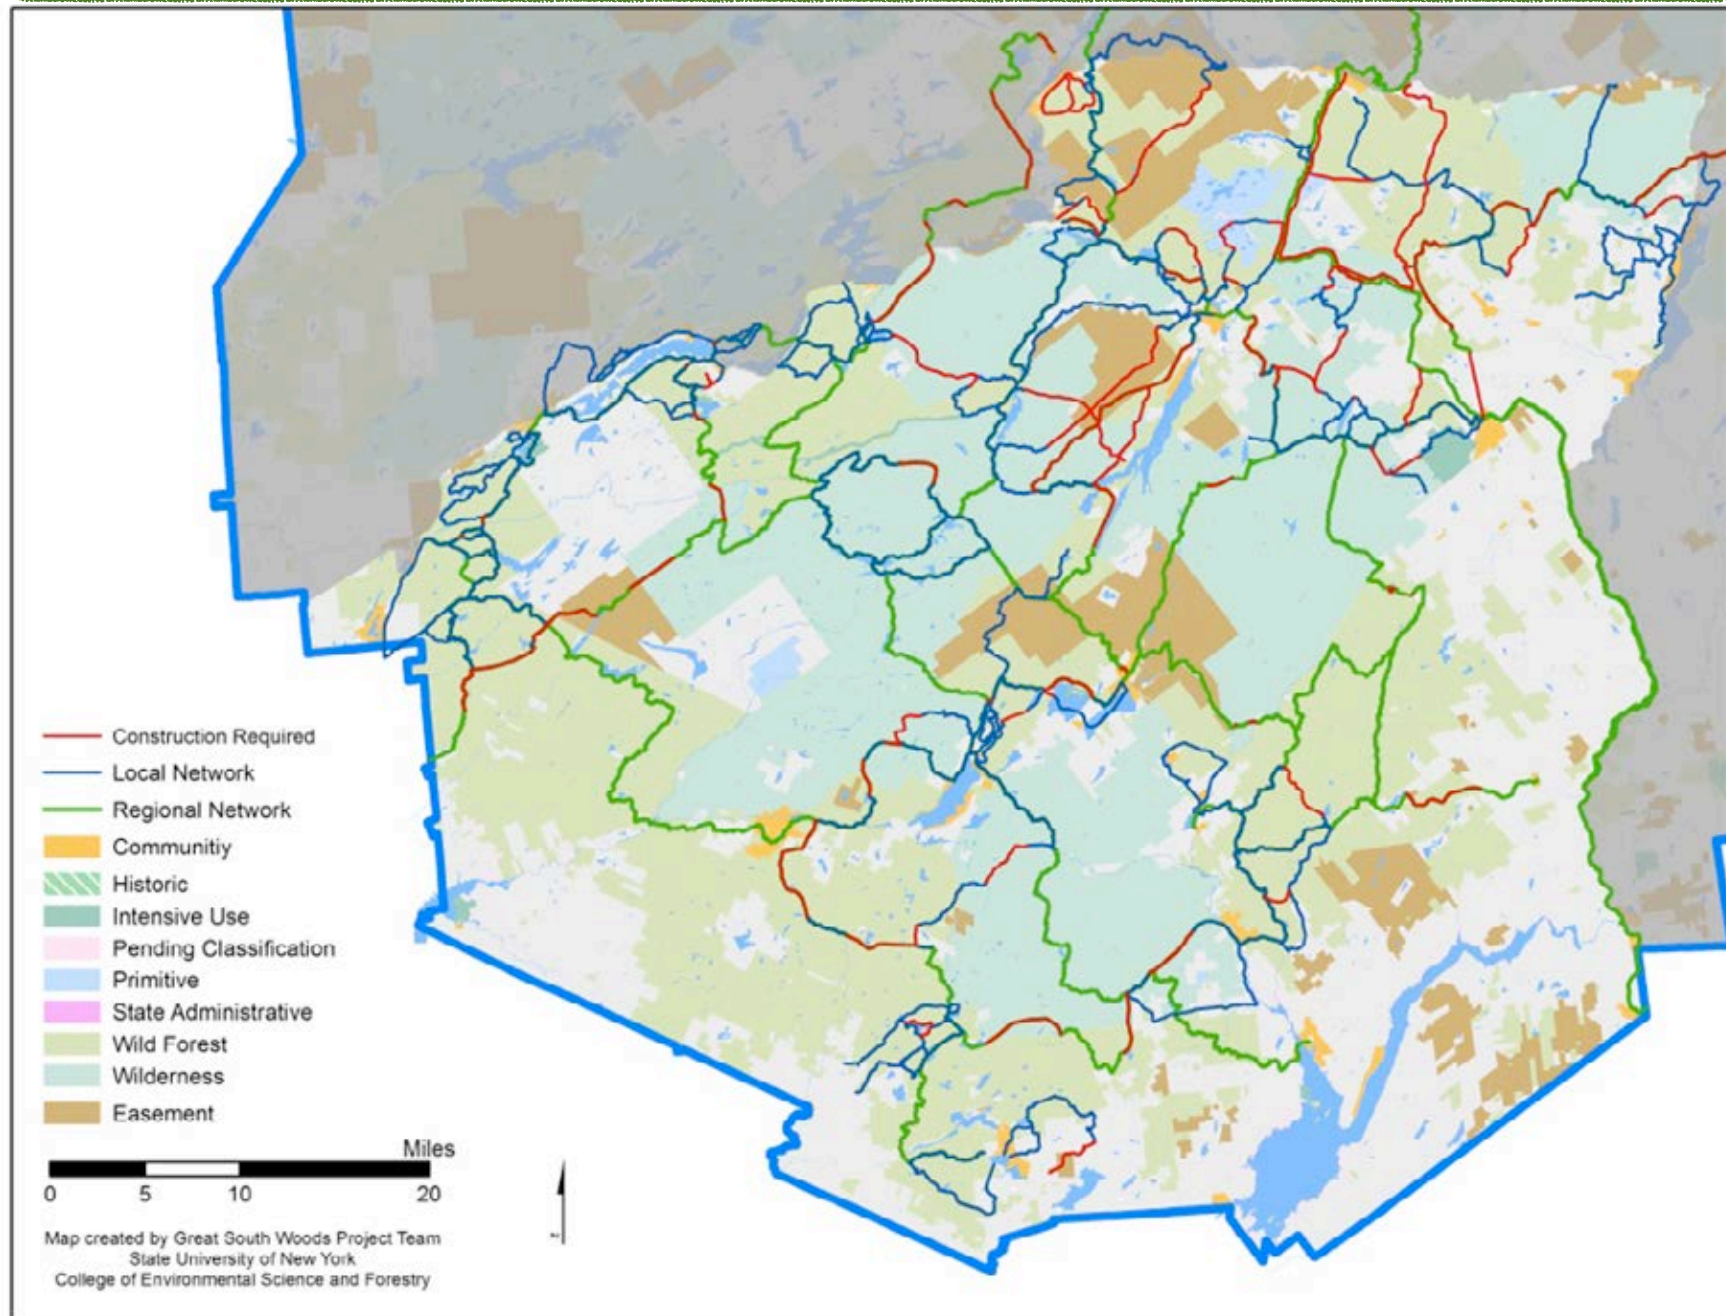 Construction Required
Local Network
Regional Network
Communitiy
Historic
Intensive Use
Pending Classification
Primitive
State Administrative
Wild Forest
Wilderness
Easement
Miles
0 5 10 20
Map created by Great South Woods Project Team
State University of New York
College of Environmental Science and Forestry